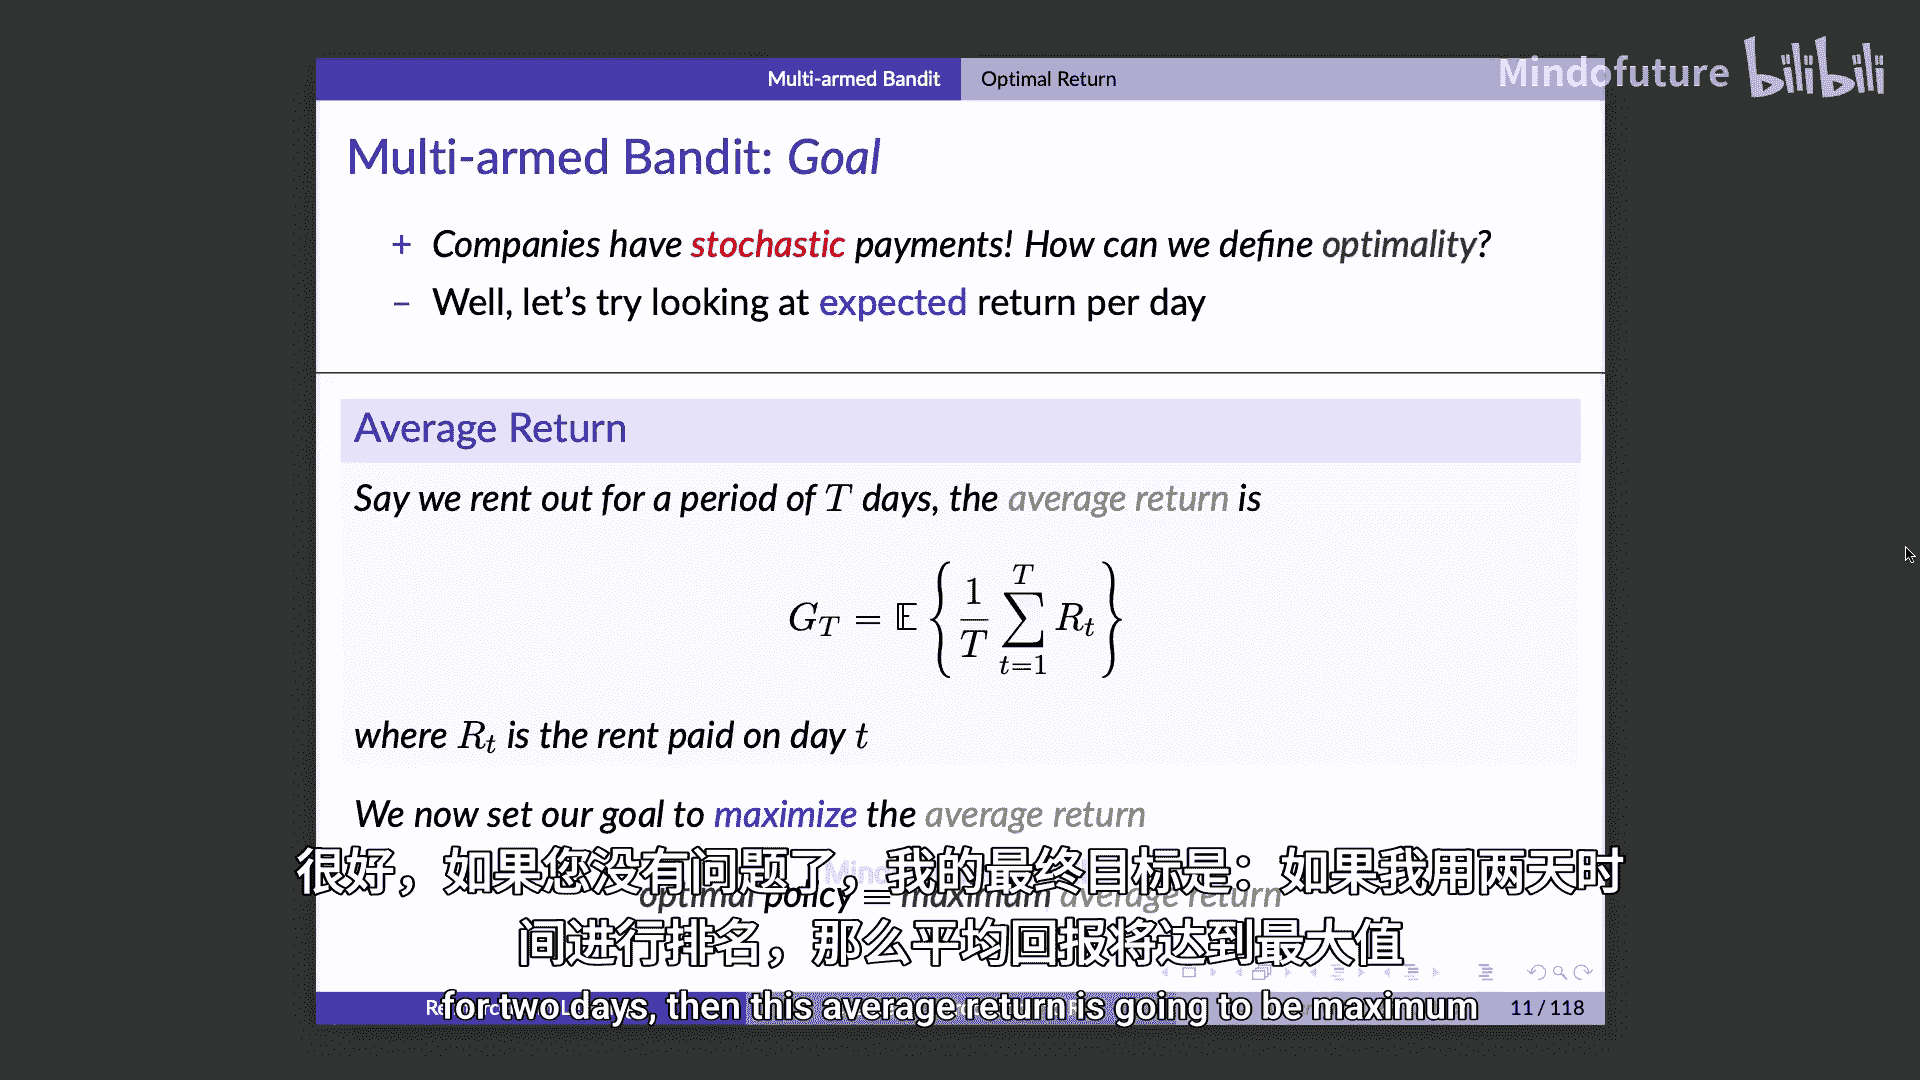 Multi-armed Bandit Optimal Return
Mindofuture bilibili
Multi-armed Bandit: Goal
+ Companies have stochastic payments! How can we define optimality?
– Well, let's try looking at expected return per day
Average Return
Say we rent out for a period of T days, the average return is
G_T = 𝔼 { 1/T ∑_{t=1}^{T} R_t }
where R_t is the rent paid on day t
We now set our goal to maximize the average return
optimal policy ≡ maximum average return
很好，如果您没有问题了，我的最终目标是：如果我用两天时
间进行排名，那么平均回报将达到最大值
for two days, then this average return is going to be maximum
11 / 118